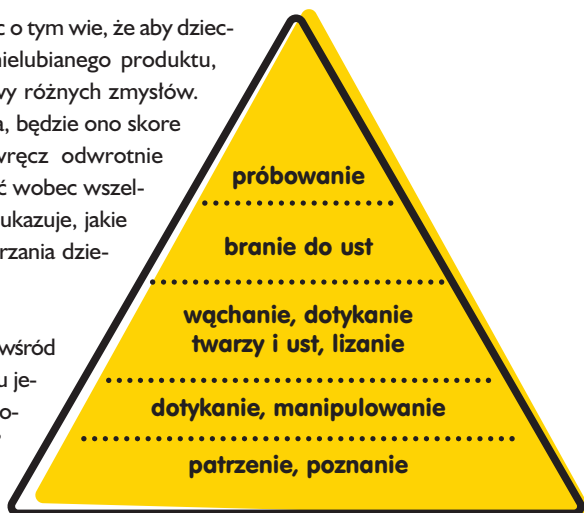 c o tym wie, że aby dziec-
nielubianego produktu,
wy różnych zmysłów.
a, będzie ono skore
wręcz odwrotnie
ć wobec wszel-
ukazuje, jakie
rzania dzie-
wśród
u je-
o-
próbowanie
branie do ust
wąchanie, dotykanie
twarzy i ust, lizanie
dotykanie, manipulowanie
patrzenie, poznanie